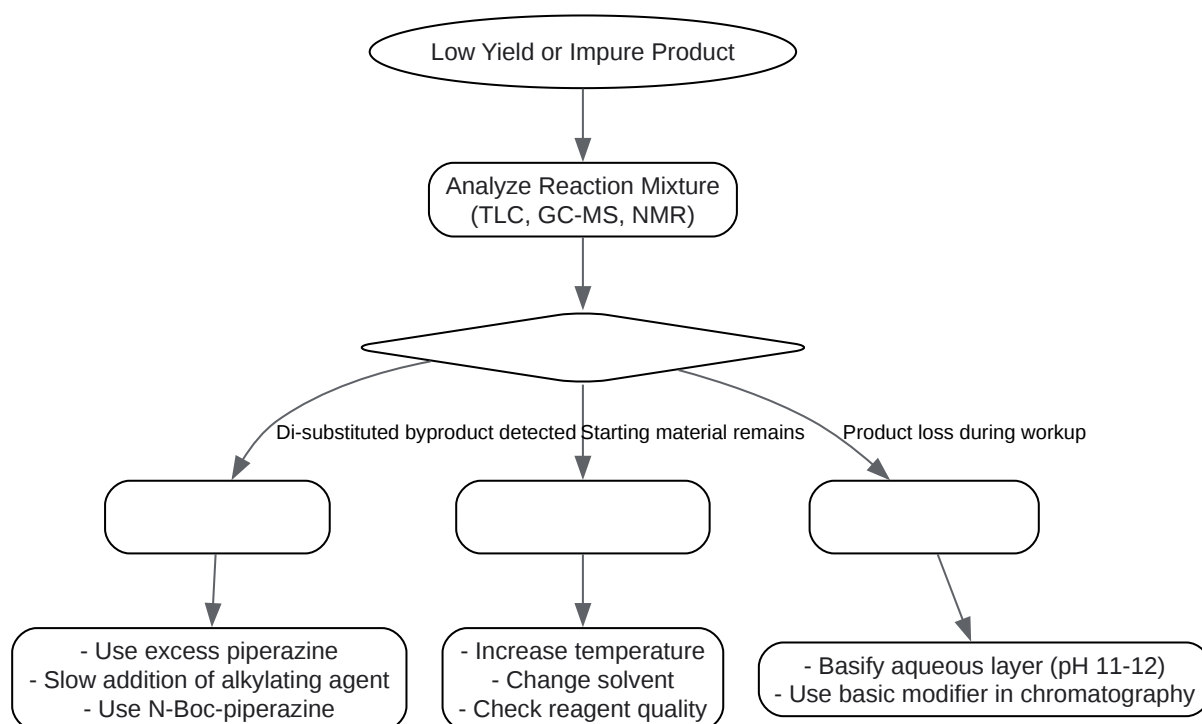 Low Yield or Impure Product
Analyze Reaction Mixture
(TLC, GC-MS, NMR)
Di-substituted byproduct detected
Starting material remains
Product loss during workup
- Use excess piperazine
- Slow addition of alkylating agent
- Use N-Boc-piperazine
- Increase temperature
- Change solvent
- Check reagent quality
- Basify aqueous layer (pH 11-12)
- Use basic modifier in chromatography